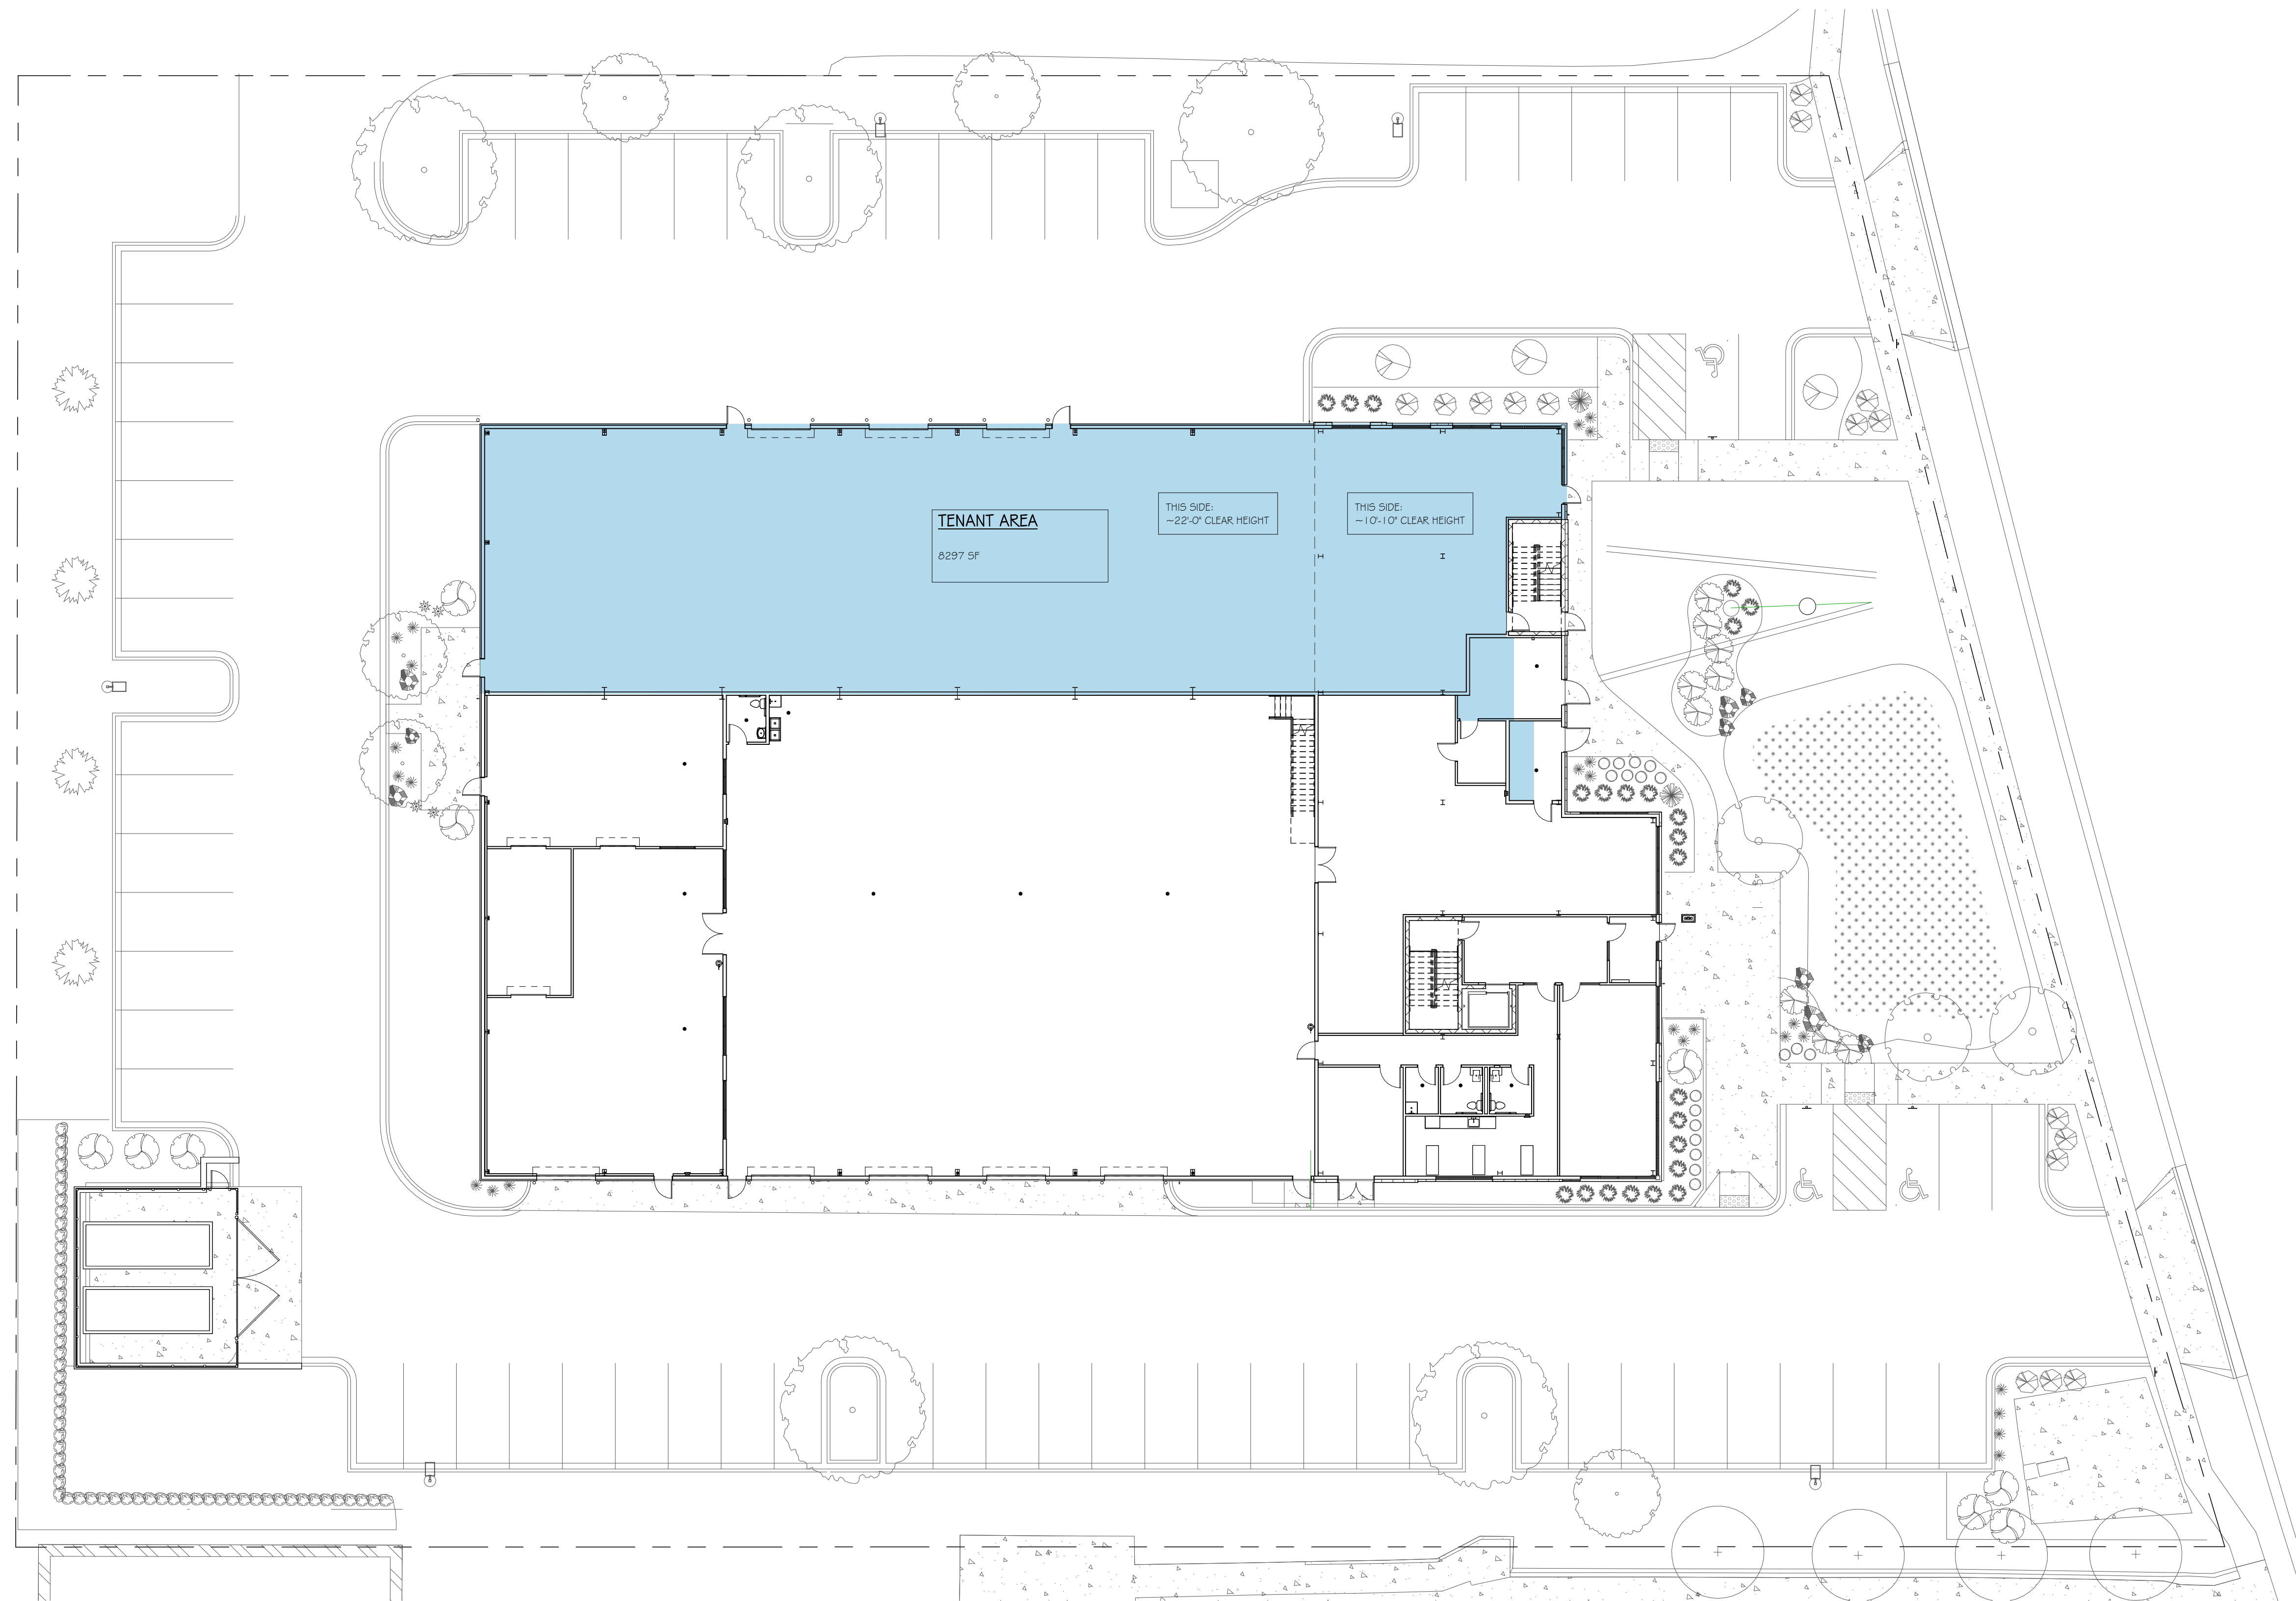 TENANT AREA
8297 SF
THIS SIDE:
~22'-0" CLEAR HEIGHT
THIS SIDE:
~10'-10" CLEAR HEIGHT